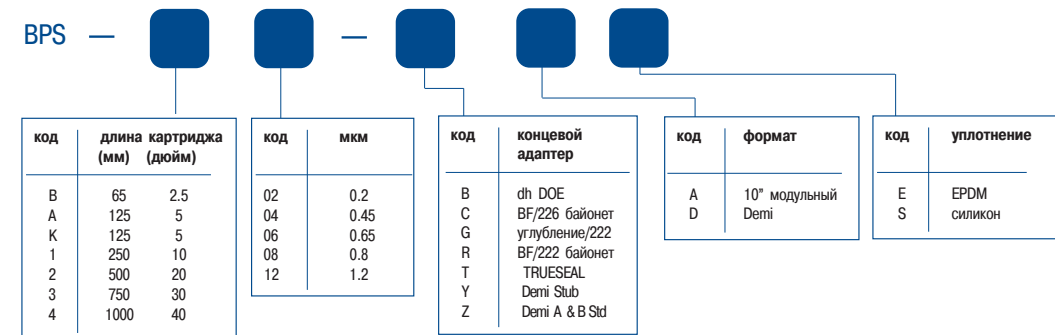 BPS — —
код длина картриджа
(мм) (дюйм)
B 65 2.5
A 125 5
K 125 5
1 250 10
2 500 20
3 750 30
4 1000 40
код мкм
02 0.2
04 0.45
06 0.65
08 0.8
12 1.2
код концевой
адаптер
B dh DOE
C BF/226 байонет
G углубление/222
R BF/222 байонет
T TRUESEAL
Y Demi Stub
Z Demi A & B Std
код формат
A 10” модульный
D Demi
код уплотнение
E EPDM
S силикон